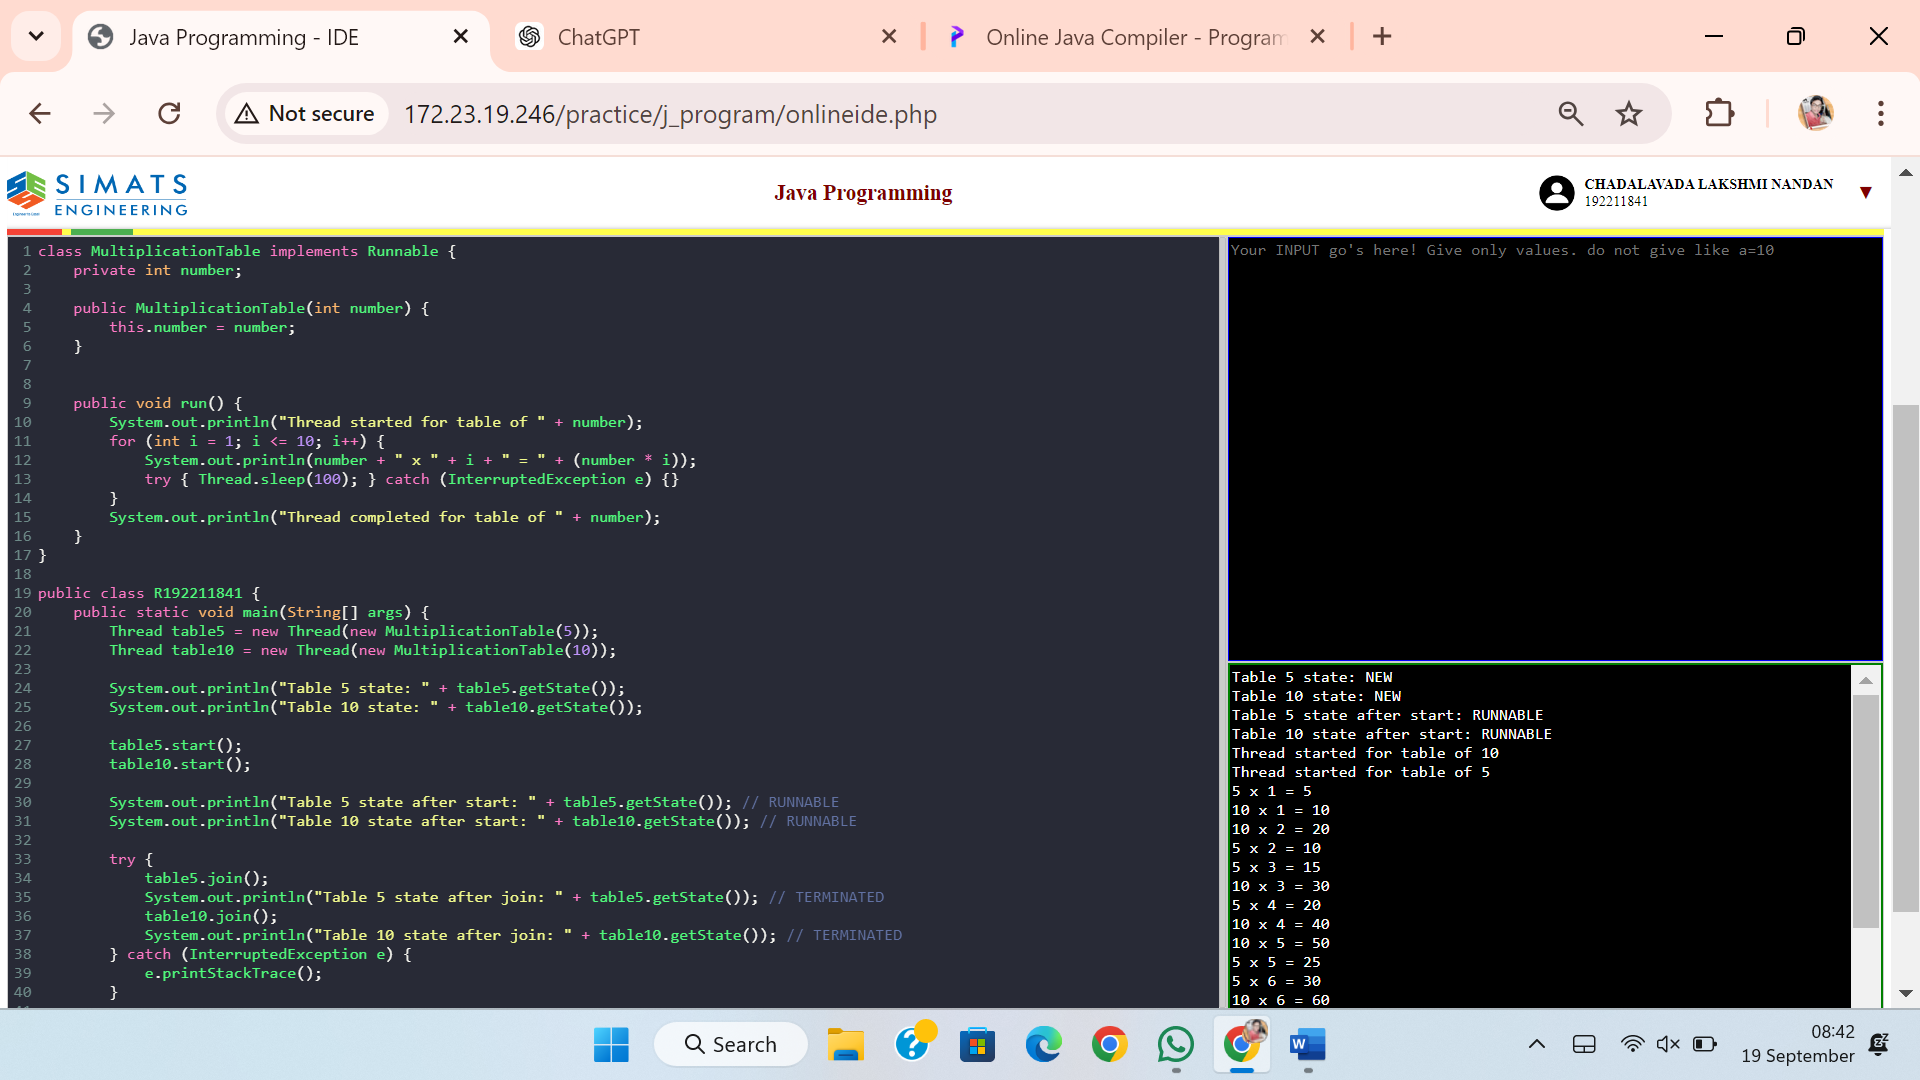 Java Programming - IDE
ChatGPT
Online Java Compiler - Program
Not secure
172.23.19.246/practice/j_program/onlineide.php
SIMATS
ENGINEERING
Java Programming
CHADALAVADA LAKSHMI NANDAN
192211841
1 class MultiplicationTable implements Runnable {
2     private int number;
3
4     public MultiplicationTable(int number) {
5         this.number = number;
6     }
7
8
9     public void run() {
10         System.out.println("Thread started for table of " + number);
11         for (int i = 1; i <= 10; i++) {
12             System.out.println(number + " x " + i + " = " + (number * i));
13             try { Thread.sleep(100); } catch (InterruptedException e) {}
14         }
15         System.out.println("Thread completed for table of " + number);
16     }
17 }
18
19 public class R192211841 {
20     public static void main(String[] args) {
21         Thread table5 = new Thread(new MultiplicationTable(5));
22         Thread table10 = new Thread(new MultiplicationTable(10));
23
24         System.out.println("Table 5 state: " + table5.getState());
25         System.out.println("Table 10 state: " + table10.getState());
26
27         table5.start();
28         table10.start();
29
30         System.out.println("Table 5 state after start: " + table5.getState()); // RUNNABLE
31         System.out.println("Table 10 state after start: " + table10.getState()); // RUNNABLE
32
33         try {
34             table5.join();
35             System.out.println("Table 5 state after join: " + table5.getState()); // TERMINATED
36             table10.join();
37             System.out.println("Table 10 state after join: " + table10.getState()); // TERMINATED
38         } catch (InterruptedException e) {
39             e.printStackTrace();
40         }
Your INPUT go's here! Give only values. do not give like a=10
Table 5 state: NEW
Table 10 state: NEW
Table 5 state after start: RUNNABLE
Table 10 state after start: RUNNABLE
Thread started for table of 10
Thread started for table of 5
5 x 1 = 5
10 x 1 = 10
10 x 2 = 20
5 x 2 = 10
5 x 3 = 15
10 x 3 = 30
5 x 4 = 20
10 x 4 = 40
10 x 5 = 50
5 x 5 = 25
5 x 6 = 30
10 x 6 = 60
Search
08:42
19 September